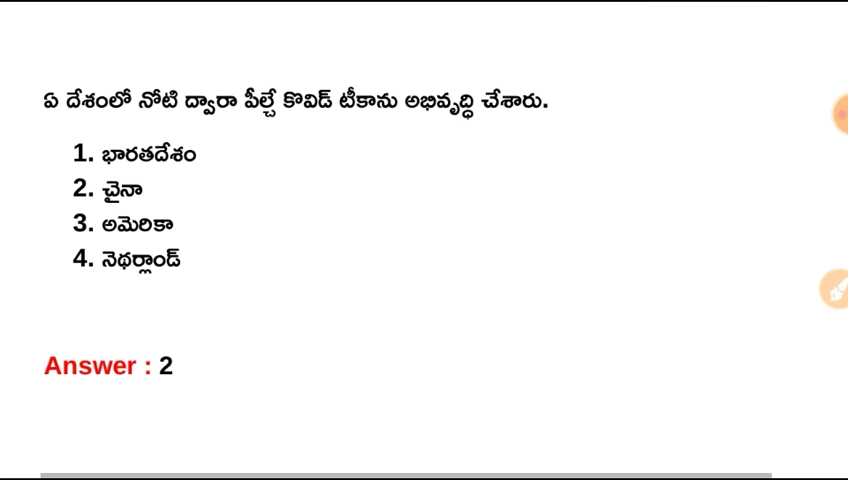 ఏ దేశంలో నోటి ద్వారా పీల్చే కొవిడ్ టీకాను అభివృద్ధి చేశారు.
1. భారతదేశం
2. చైనా
3. అమెరికా
4. నెథర్లాండ్
Answer : 2